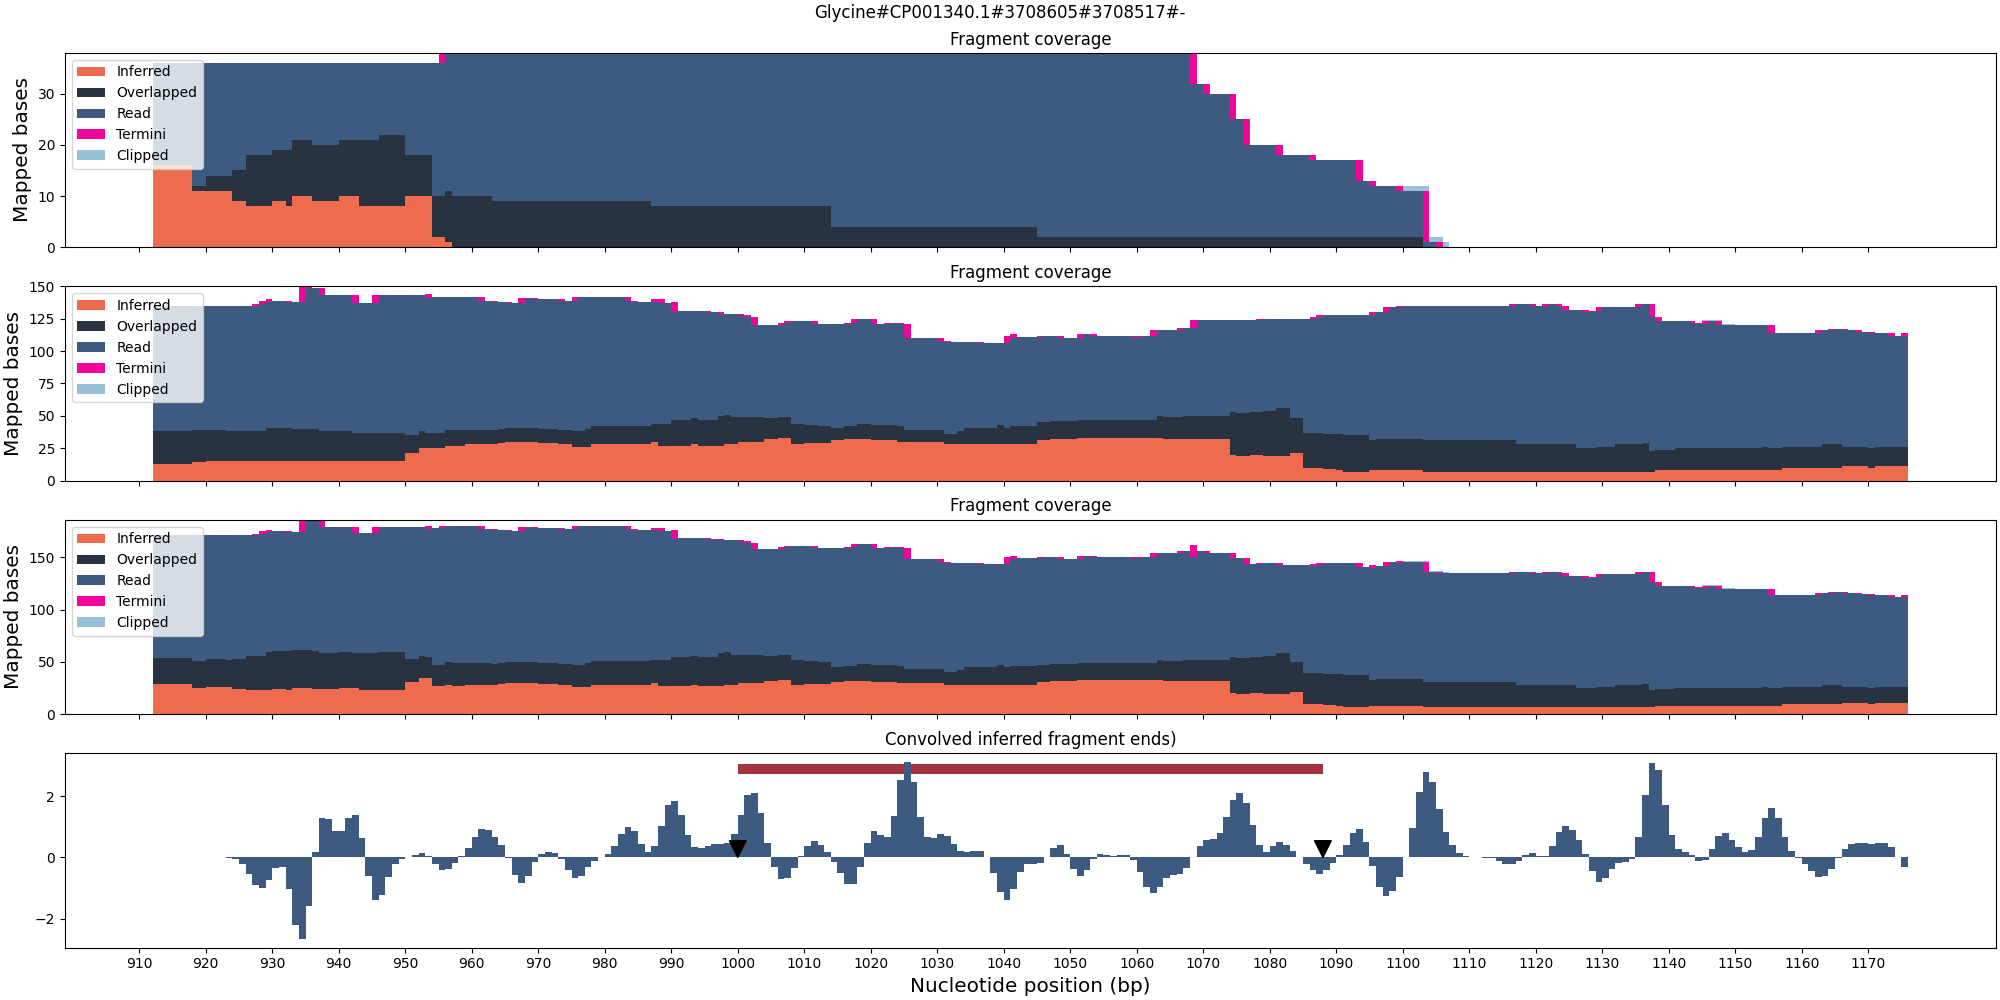 Glycine#CP001340.1#3708605#3708517#-
Fragment coverage
Mapped bases
30
20
10
0
Inferred
Overlapped
Read
Termini
Clipped
Fragment coverage
Mapped bases
150
125
100
75
50
25
0
Inferred
Overlapped
Read
Termini
Clipped
Fragment coverage
Mapped bases
150
100
50
0
Inferred
Overlapped
Read
Termini
Clipped
Convolved inferred fragment ends)
2
0
−2
910 920 930 940 950 960 970 980 990 1000 1010 1020 1030 1040 1050 1060 1070 1080 1090 1100 1110 1120 1130 1140 1150 1160 1170
Nucleotide position (bp)